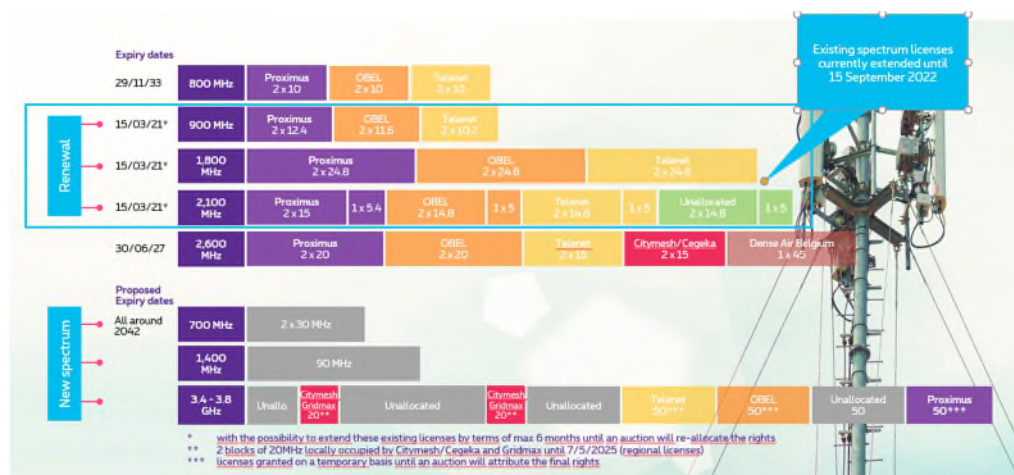 Existing spectrum licenses
currently extended until
15 September 2022
Expiry dates
29/11/33
800 MHz
Proximus
2 x 10
OBEL
2 x 10
Telenet
2 x 10
Renewal
15/03/21*
900 MHz
Proximus
2 x 12.4
OBEL
2 x 11.6
Telenet
2 x 10.2
15/03/21*
1,800
MHz
Proximus
2 x 24.8
OBEL
2 x 24.8
Telenet
2 x 24.8
15/03/21*
2,100
MHz
Proximus
2 x 15
1 x 5.4
OBEL
2 x 14.8
1 x 5
Telenet
2 x 14.8
1 x 5
Unallocated
2 x 14.8
1 x 5
30/06/27
2,600
MHz
Proximus
2 x 20
OBEL
2 x 20
Telenet
2 x 15
Citymesh/Cegeka
2 x 15
Dense Air Belgium
1 x 45
Proposed
Expiry dates
New spectrum
All around
2042
700 MHz
2 x 30 MHz
1,400
MHz
90 MHz
3.4 - 3.8
GHz
Unallo.
Citymesh
Gridmax
20**
Unallocated
Citymesh
Gridmax
20**
Unallocated
Telenet
50***
OBEL
50***
Unallocated
50
Proximus
50***
* with the possibility to extend these existing licenses by terms of max 6 months until an auction will re-allocate the rights
** 2 blocks of 20MHz locally occupied by Citymesh/Cegeka and Gridmax until 7/5/2025 (regional licenses)
*** licenses granted on a temporary basis until an auction will attribute the final rights